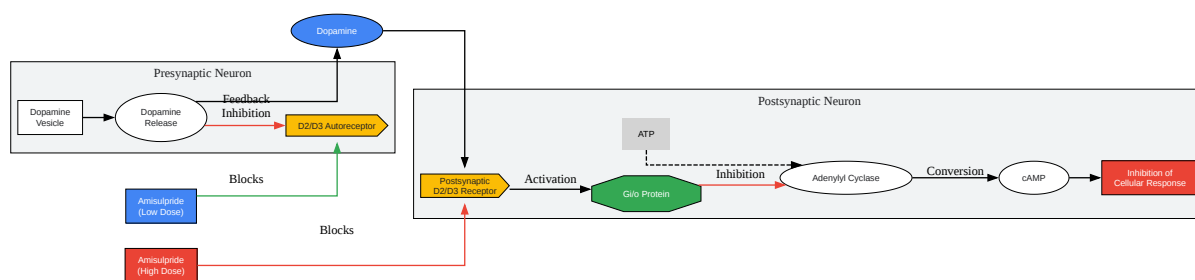 Dopamine
Presynaptic Neuron
Dopamine
Vesicle
Dopamine
Release
Feedback
Inhibition
D2/D3 Autoreceptor
Postsynaptic Neuron
ATP
Postsynaptic
D2/D3 Receptor
Activation
Gi/o Protein
Inhibition
Adenylyl Cyclase
Conversion
cAMP
Inhibition of
Cellular Response
Blocks
Amisulpride
(Low Dose)
Blocks
Amisulpride
(High Dose)